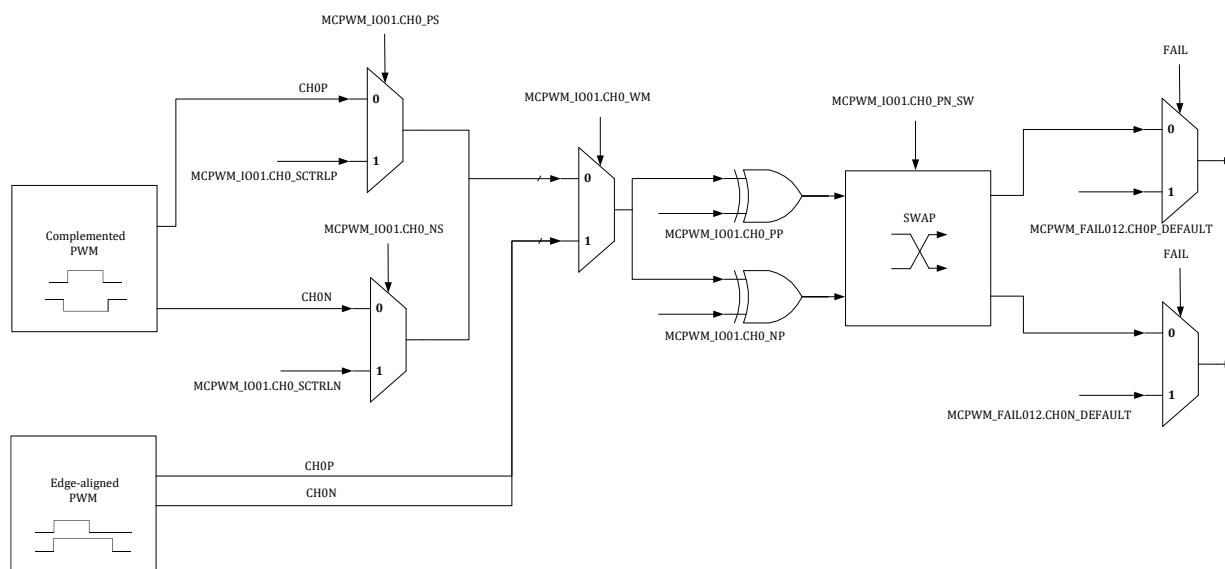 MCPWM_IO01.CH0_PS
CH0P
0
1
MCPWM_IO01.CH0_SCTRLP
Complemented
PWM
MCPWM_IO01.CH0_NS
CH0N
0
1
MCPWM_IO01.CH0_SCTRLN
Edge-aligned
PWM
CH0P
CH0N
MCPWM_IO01.CH0_WM
0
1
MCPWM_IO01.CH0_PP
MCPWM_IO01.CH0_NP
MCPWM_IO01.CH0_PN_SW
SWAP
FAIL
0
1
MCPWM_FAIL012.CH0P_DEFAULT
FAIL
0
1
MCPWM_FAIL012.CH0N_DEFAULT